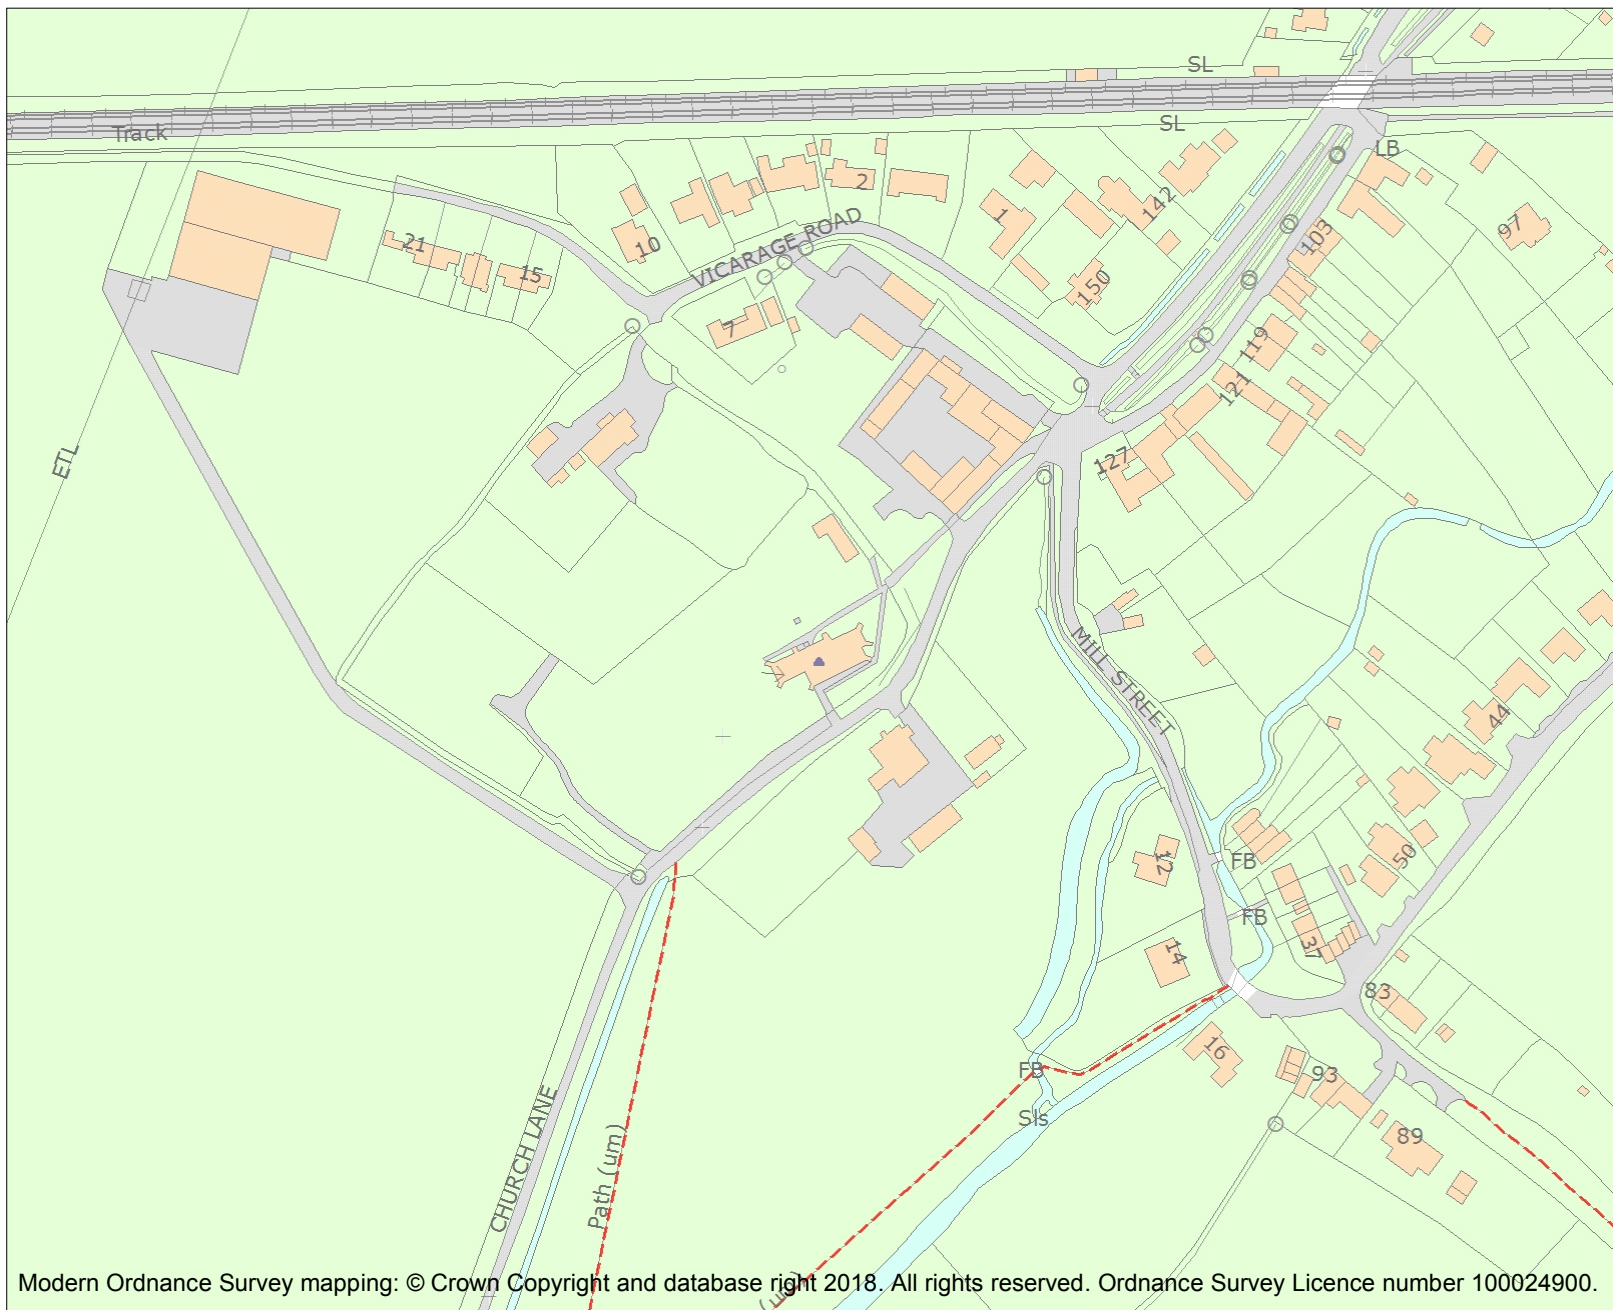 SL
Track
SL
LB
2
142
1
97
103
21
10
VICARAGE ROAD
15
150
7
119
121
ETL
127
MILL STREET
44
12
FB
50
FB
14
37
83
16
FB
93
Sls
89
CHURCH LANE
Path (um)
(um)
Modern Ordnance Survey mapping: © Crown Copyright and database right 2018. All rights reserved. Ordnance Survey Licence number 100024900.